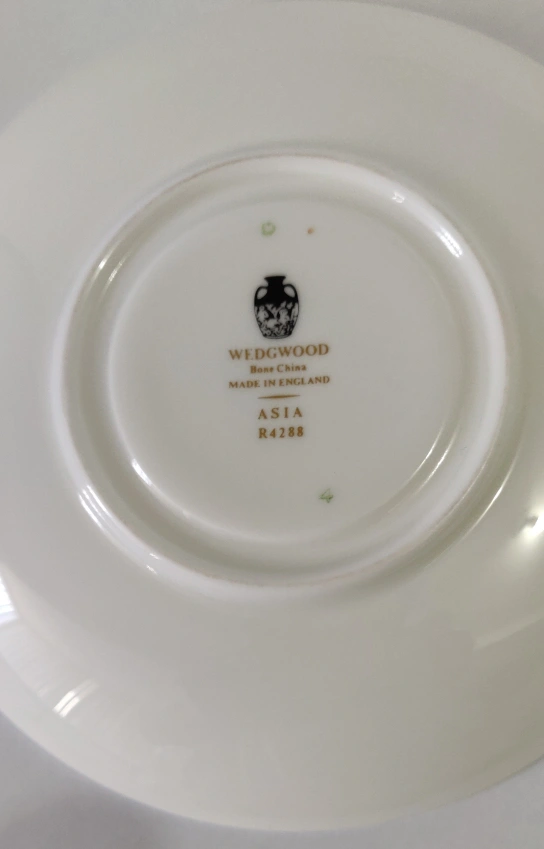 WEDGWOOD
Bone China
MADE IN ENGLAND
ASIA
R4288